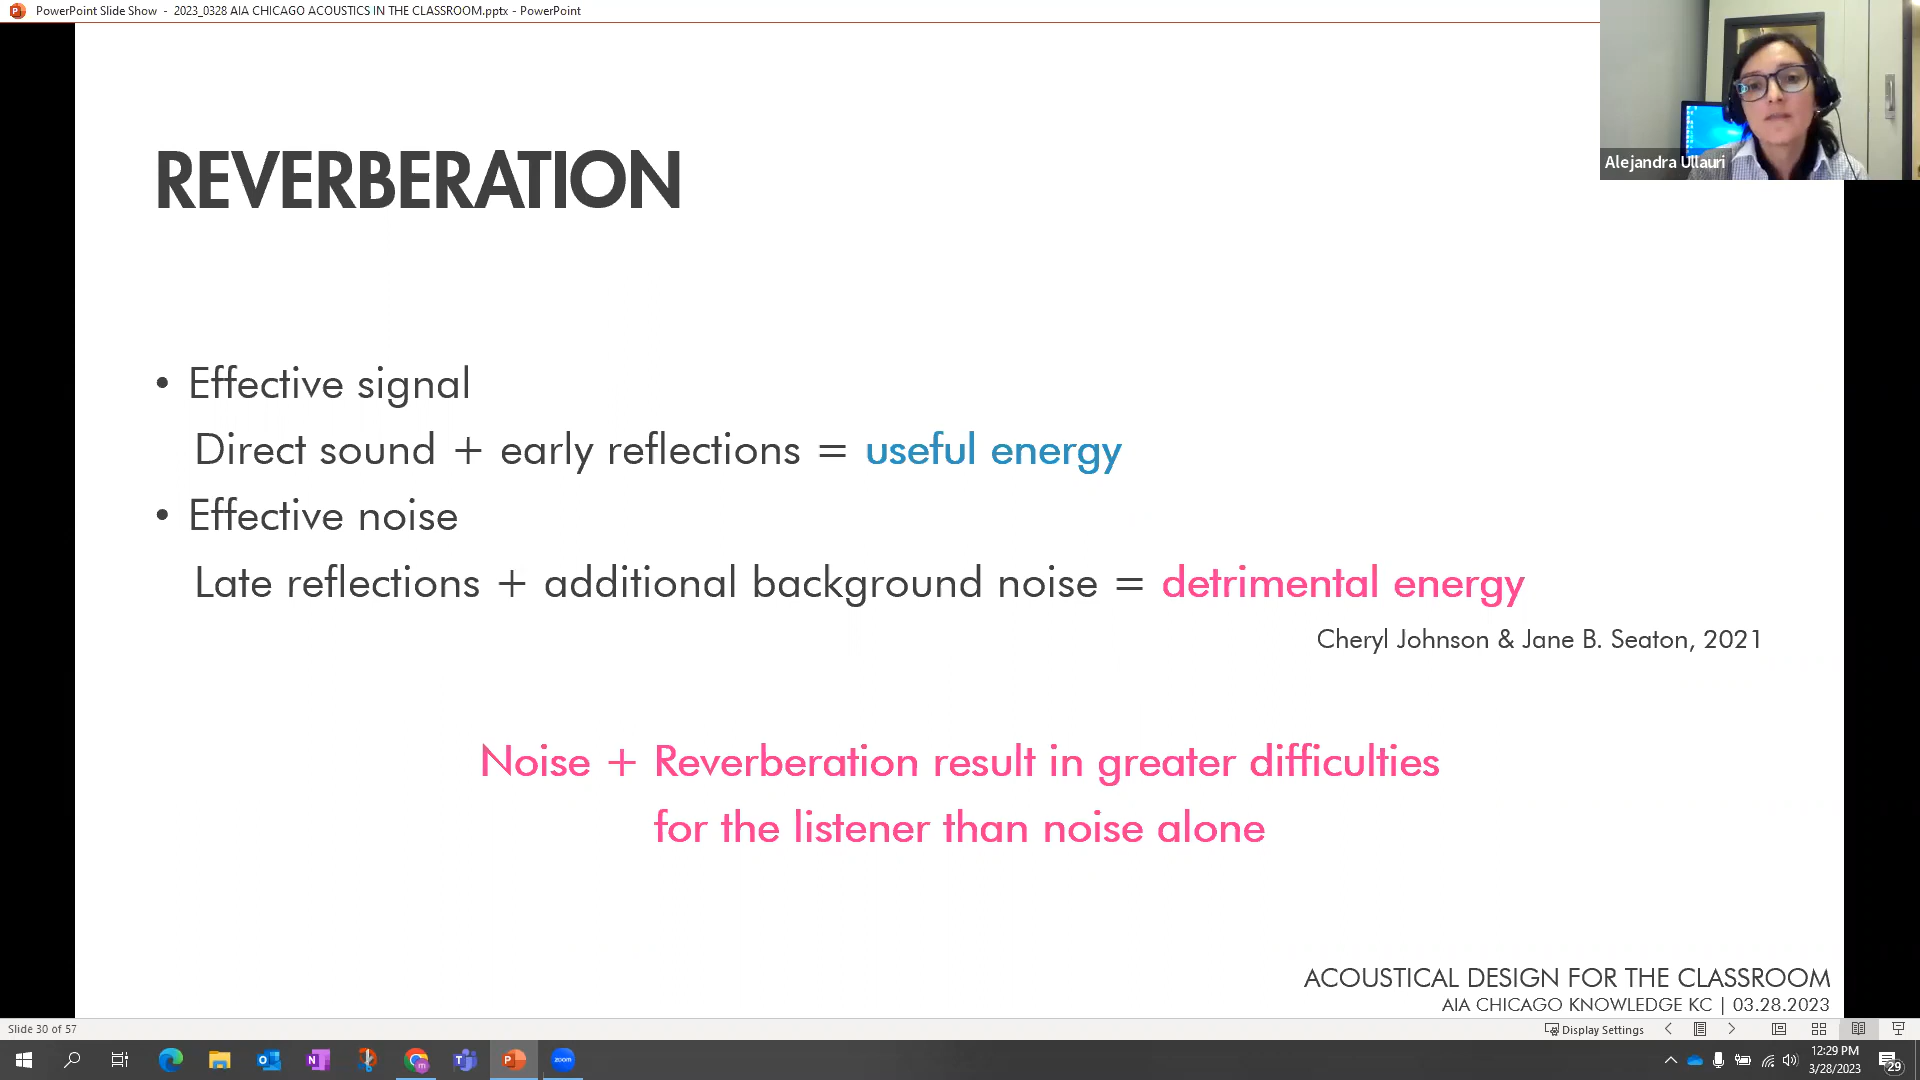 PowerPoint Slide Show - 2023_0328 AIA CHICAGO ACOUSTICS IN THE CLASSROOM.pptx - PowerPoint
Alejandra Ullauri
REVERBERATION
• Effective signal
Direct sound + early reflections = useful energy
• Effective noise
Late reflections + additional background noise = detrimental energy
Cheryl Johnson & Jane B. Seaton, 2021
Noise + Reverberation result in greater difficulties
for the listener than noise alone
ACOUSTICAL DESIGN FOR THE CLASSROOM
AIA CHICAGO KNOWLEDGE KC | 03.28.2023
Slide 30 of 57
Display Settings
zoom
12:29 PM
3/28/2023
29